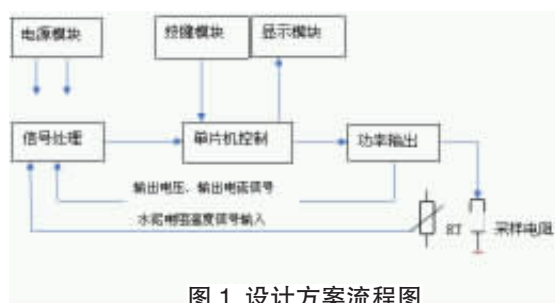 电源模块
按键模块
显示模块
信号处理
单片机控制
功率输出
输出电压、输出电流信号
水泥电阻温度信号输入
RT
采样电阻
图 1 设计方案流程图